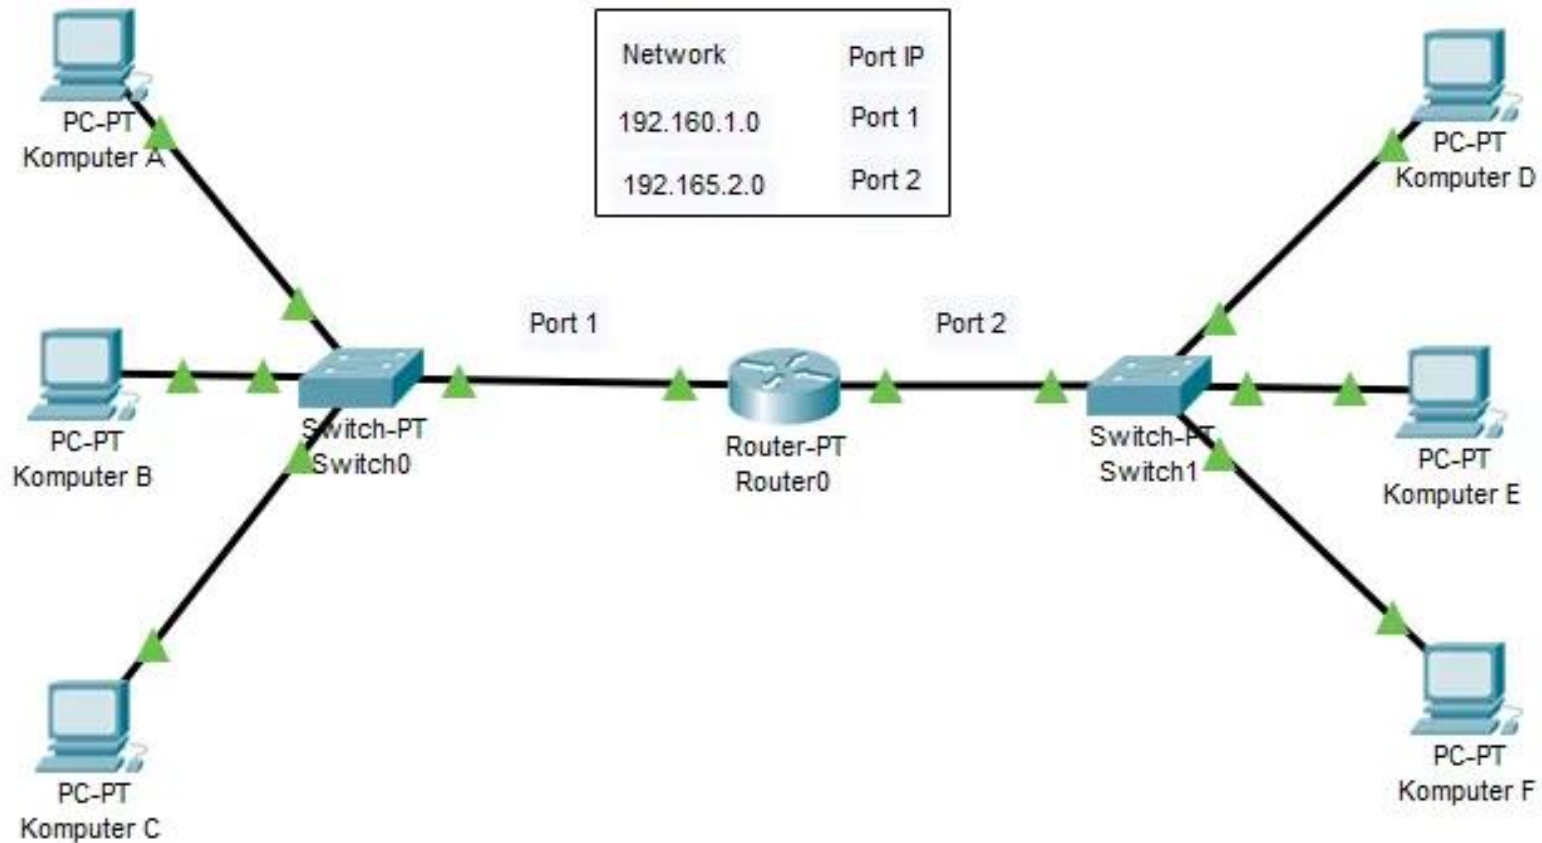 Network Port IP
192.160.1.0 Port 1
192.165.2.0 Port 2
PC-PT
Komputer A
PC-PT
Komputer D
Port 1
Port 2
PC-PT
Komputer B
Switch-PT
Switch0
Router-PT
Router0
Switch-PT
Switch1
PC-PT
Komputer E
PC-PT
Komputer C
PC-PT
Komputer F